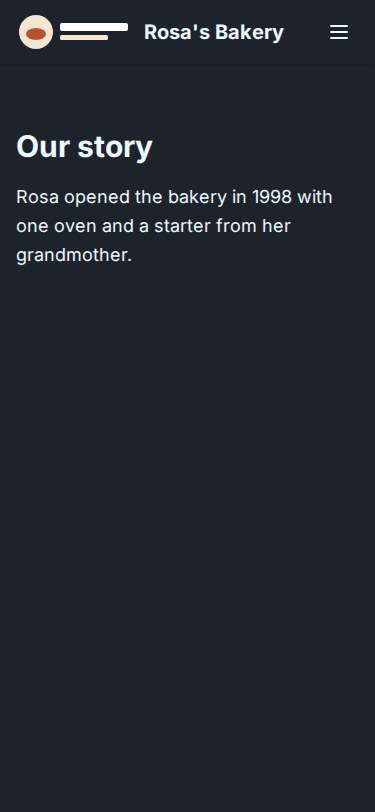 Rosa's Bakery
Our story
Rosa opened the bakery in 1998 with
one oven and a starter from her
grandmother.